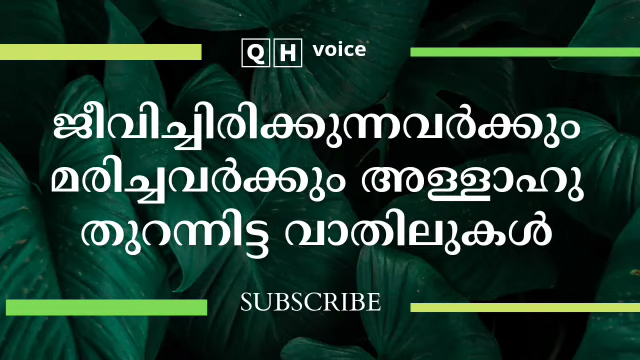 QH voice
ജീവിച്ചിരിക്കുന്നവർക്കും
മരിച്ചവർക്കും അള്ളാഹു
തുറന്നിട്ട വാതിലുകൾ
SUBSCRIBE